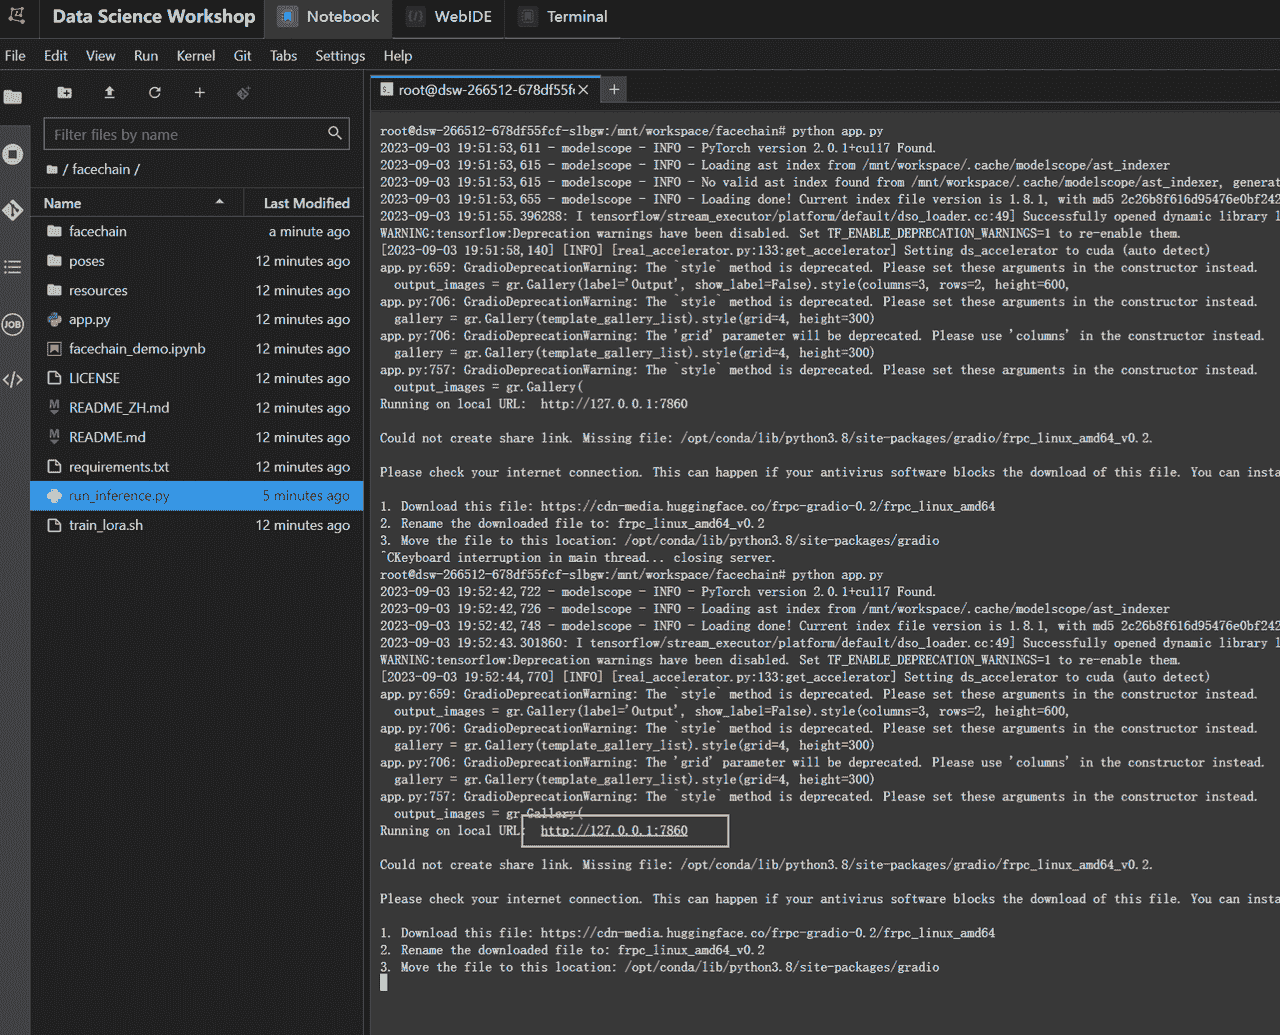 Data Science Workshop
Notebook
WebIDE
Terminal
File Edit View Run Kernel Git Tabs Settings Help
root@dsw-266512-678df55f
Filter files by name
/ facechain /
Name Last Modified
facechain a minute ago
poses 12 minutes ago
resources 12 minutes ago
app.py 12 minutes ago
facechain_demo.ipynb 12 minutes ago
LICENSE 12 minutes ago
README_ZH.md 12 minutes ago
README.md 12 minutes ago
requirements.txt 12 minutes ago
run_inference.py 5 minutes ago
train_lora.sh 12 minutes ago
JOB
root@dsw-266512-678df55fcf-slbgw:/mnt/workspace/facechain# python app.py
2023-09-03 19:51:53,611 - modelscope - INFO - PyTorch version 2.0.1+cu117 Found.
2023-09-03 19:51:53,615 - modelscope - INFO - Loading ast index from /mnt/workspace/.cache/modelscope/ast_indexer
2023-09-03 19:51:53,615 - modelscope - INFO - No valid ast index found from /mnt/workspace/.cache/modelscope/ast_indexer, generat
2023-09-03 19:51:53,655 - modelscope - INFO - Loading done! Current index file version is 1.8.1, with md5 2c26b8f616d95476e0bf242
2023-09-03 19:51:55.396288: I tensorflow/stream_executor/platform/default/dso_loader.cc:49] Successfully opened dynamic library l
WARNING:tensorflow:Deprecation warnings have been disabled. Set TF_ENABLE_DEPRECATION_WARNINGS=1 to re-enable them.
[2023-09-03 19:51:58,140] [INFO] [real_accelerator.py:133:get_accelerator] Setting ds_accelerator to cuda (auto detect)
app.py:659: GradioDeprecationWarning: The `style` method is deprecated. Please set these arguments in the constructor instead.
output_images = gr.Gallery(label='Output', show_label=False).style(columns=3, rows=2, height=600,
app.py:706: GradioDeprecationWarning: The `style` method is deprecated. Please set these arguments in the constructor instead.
gallery = gr.Gallery(template_gallery_list).style(grid=4, height=300)
app.py:706: GradioDeprecationWarning: The 'grid' parameter will be deprecated. Please use 'columns' in the constructor instead.
gallery = gr.Gallery(template_gallery_list).style(grid=4, height=300)
app.py:757: GradioDeprecationWarning: The `style` method is deprecated. Please set these arguments in the constructor instead.
output_images = gr.Gallery(
Running on local URL:  http://127.0.0.1:7860
Could not create share link. Missing file: /opt/conda/lib/python3.8/site-packages/gradio/frpc_linux_amd64_v0.2.
Please check your internet connection. This can happen if your antivirus software blocks the download of this file. You can insta
1. Download this file: https://cdn-media.huggingface.co/frpc-gradio-0.2/frpc_linux_amd64
2. Rename the downloaded file to: frpc_linux_amd64_v0.2
3. Move the file to this location: /opt/conda/lib/python3.8/site-packages/gradio
^CKeyboard interruption in main thread... closing server.
root@dsw-266512-678df55fcf-slbgw:/mnt/workspace/facechain# python app.py
2023-09-03 19:52:42,722 - modelscope - INFO - PyTorch version 2.0.1+cu117 Found.
2023-09-03 19:52:42,726 - modelscope - INFO - Loading ast index from /mnt/workspace/.cache/modelscope/ast_indexer
2023-09-03 19:52:42,748 - modelscope - INFO - Loading done! Current index file version is 1.8.1, with md5 2c26b8f616d95476e0bf242
2023-09-03 19:52:43.301860: I tensorflow/stream_executor/platform/default/dso_loader.cc:49] Successfully opened dynamic library l
WARNING:tensorflow:Deprecation warnings have been disabled. Set TF_ENABLE_DEPRECATION_WARNINGS=1 to re-enable them.
[2023-09-03 19:52:44,770] [INFO] [real_accelerator.py:133:get_accelerator] Setting ds_accelerator to cuda (auto detect)
app.py:659: GradioDeprecationWarning: The `style` method is deprecated. Please set these arguments in the constructor instead.
output_images = gr.Gallery(label='Output', show_label=False).style(columns=3, rows=2, height=600,
app.py:706: GradioDeprecationWarning: The `style` method is deprecated. Please set these arguments in the constructor instead.
gallery = gr.Gallery(template_gallery_list).style(grid=4, height=300)
app.py:706: GradioDeprecationWarning: The 'grid' parameter will be deprecated. Please use 'columns' in the constructor instead.
gallery = gr.Gallery(template_gallery_list).style(grid=4, height=300)
app.py:757: GradioDeprecationWarning: The `style` method is deprecated. Please set these arguments in the constructor instead.
output_images = gr.Gallery(
Running on local URL:  http://127.0.0.1:7860
Could not create share link. Missing file: /opt/conda/lib/python3.8/site-packages/gradio/frpc_linux_amd64_v0.2.
Please check your internet connection. This can happen if your antivirus software blocks the download of this file. You can insta
1. Download this file: https://cdn-media.huggingface.co/frpc-gradio-0.2/frpc_linux_amd64
2. Rename the downloaded file to: frpc_linux_amd64_v0.2
3. Move the file to this location: /opt/conda/lib/python3.8/site-packages/gradio